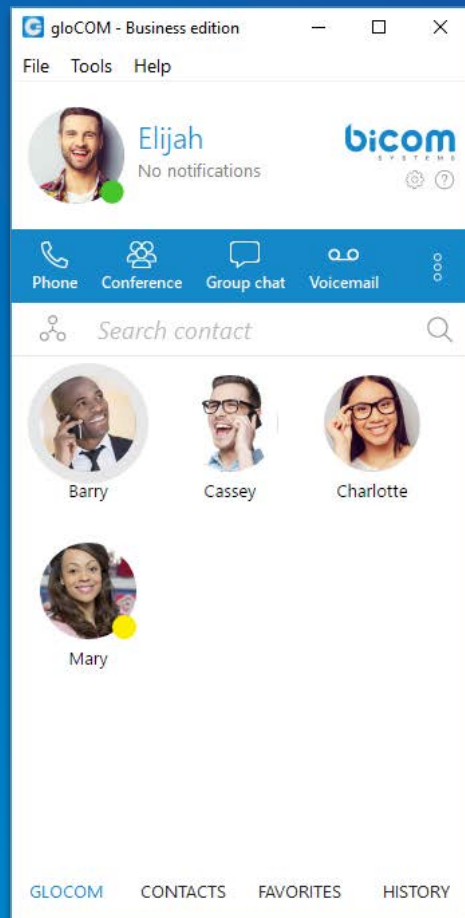 gloCOM - Business edition
File Tools Help
Elijah
No notifications
bicom
SYSTEMS
Phone Conference Group chat Voicemail
Search contact
Barry Cassey Charlotte
Mary
GLOCOM CONTACTS FAVORITES HISTORY